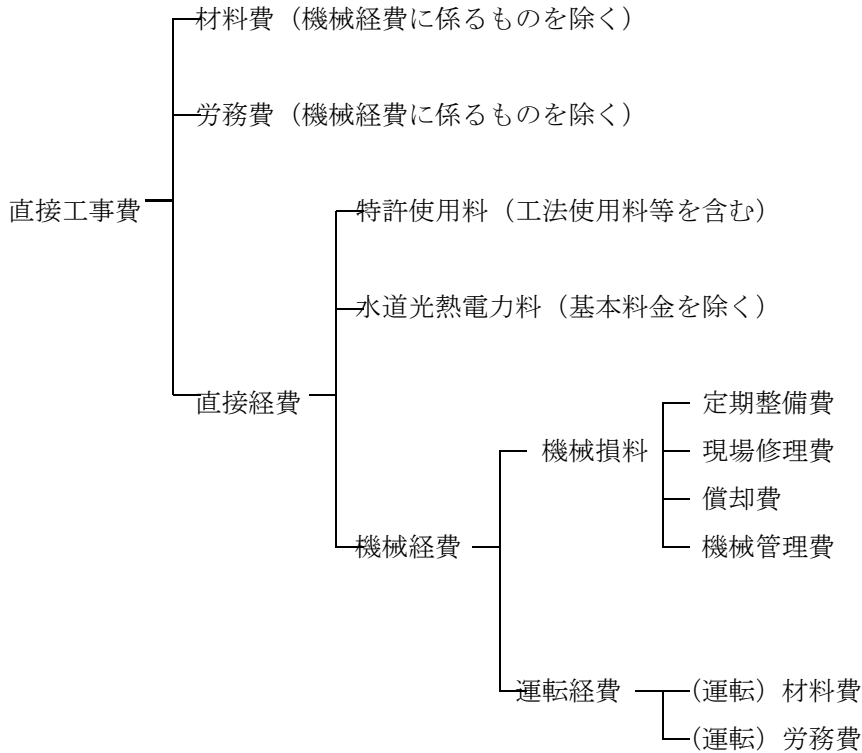 材料費（機械経費に係るものを除く）
労務費（機械経費に係るものを除く）
直接工事費
特許使用料（工法使用料等を含む）
水道光熱電力料（基本料金を除く）
直接経費
定期整備費
機械損料
現場修理費
償却費
機械経費
機械管理費
運転経費
(運転）材料費
(運転）労務費